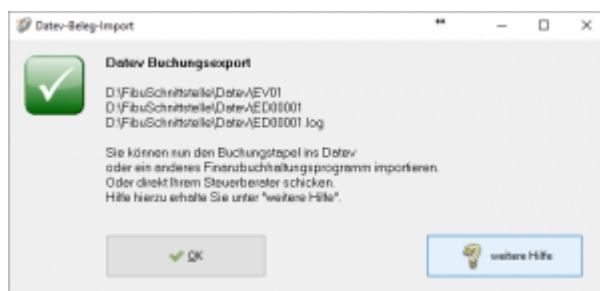 Datev-Beleg-Import
Datev Buchungsexport
D:\FibuSchnittstelle\Datev\EV01
D:\FibuSchnittstelle\Datev\ED00001
D:\FibuSchnittstelle\Datev\ED00001.log
Sie können nun den Buchungstapel ins Datev
oder ein anderes Finanzbuchhaltungsprogramm importieren.
Oder direkt Ihrem Steuerberater schicken.
Hilfe hierzu erhalte Sie unter "weitere Hilfe".
OK
weitere Hilfe